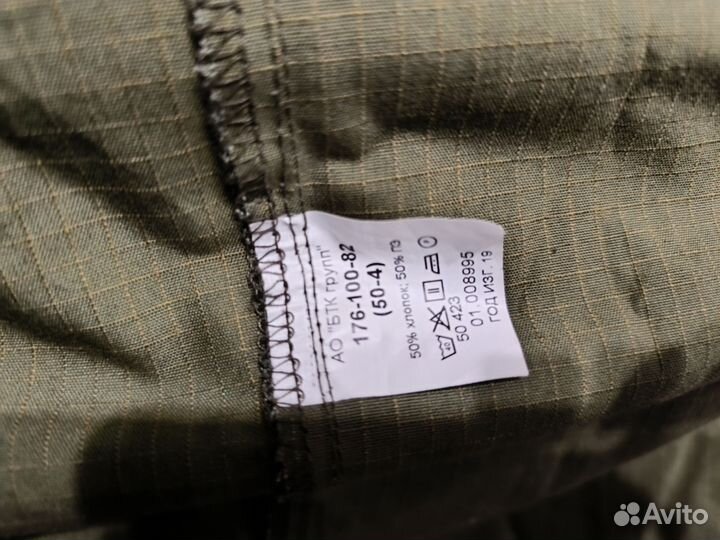 АО "БТК групп"
176-100-82
(50-4)
50% хлопок; 50% ПЭ
40
50 423
01.008995
ГОД ИЗГ. 19
Avito